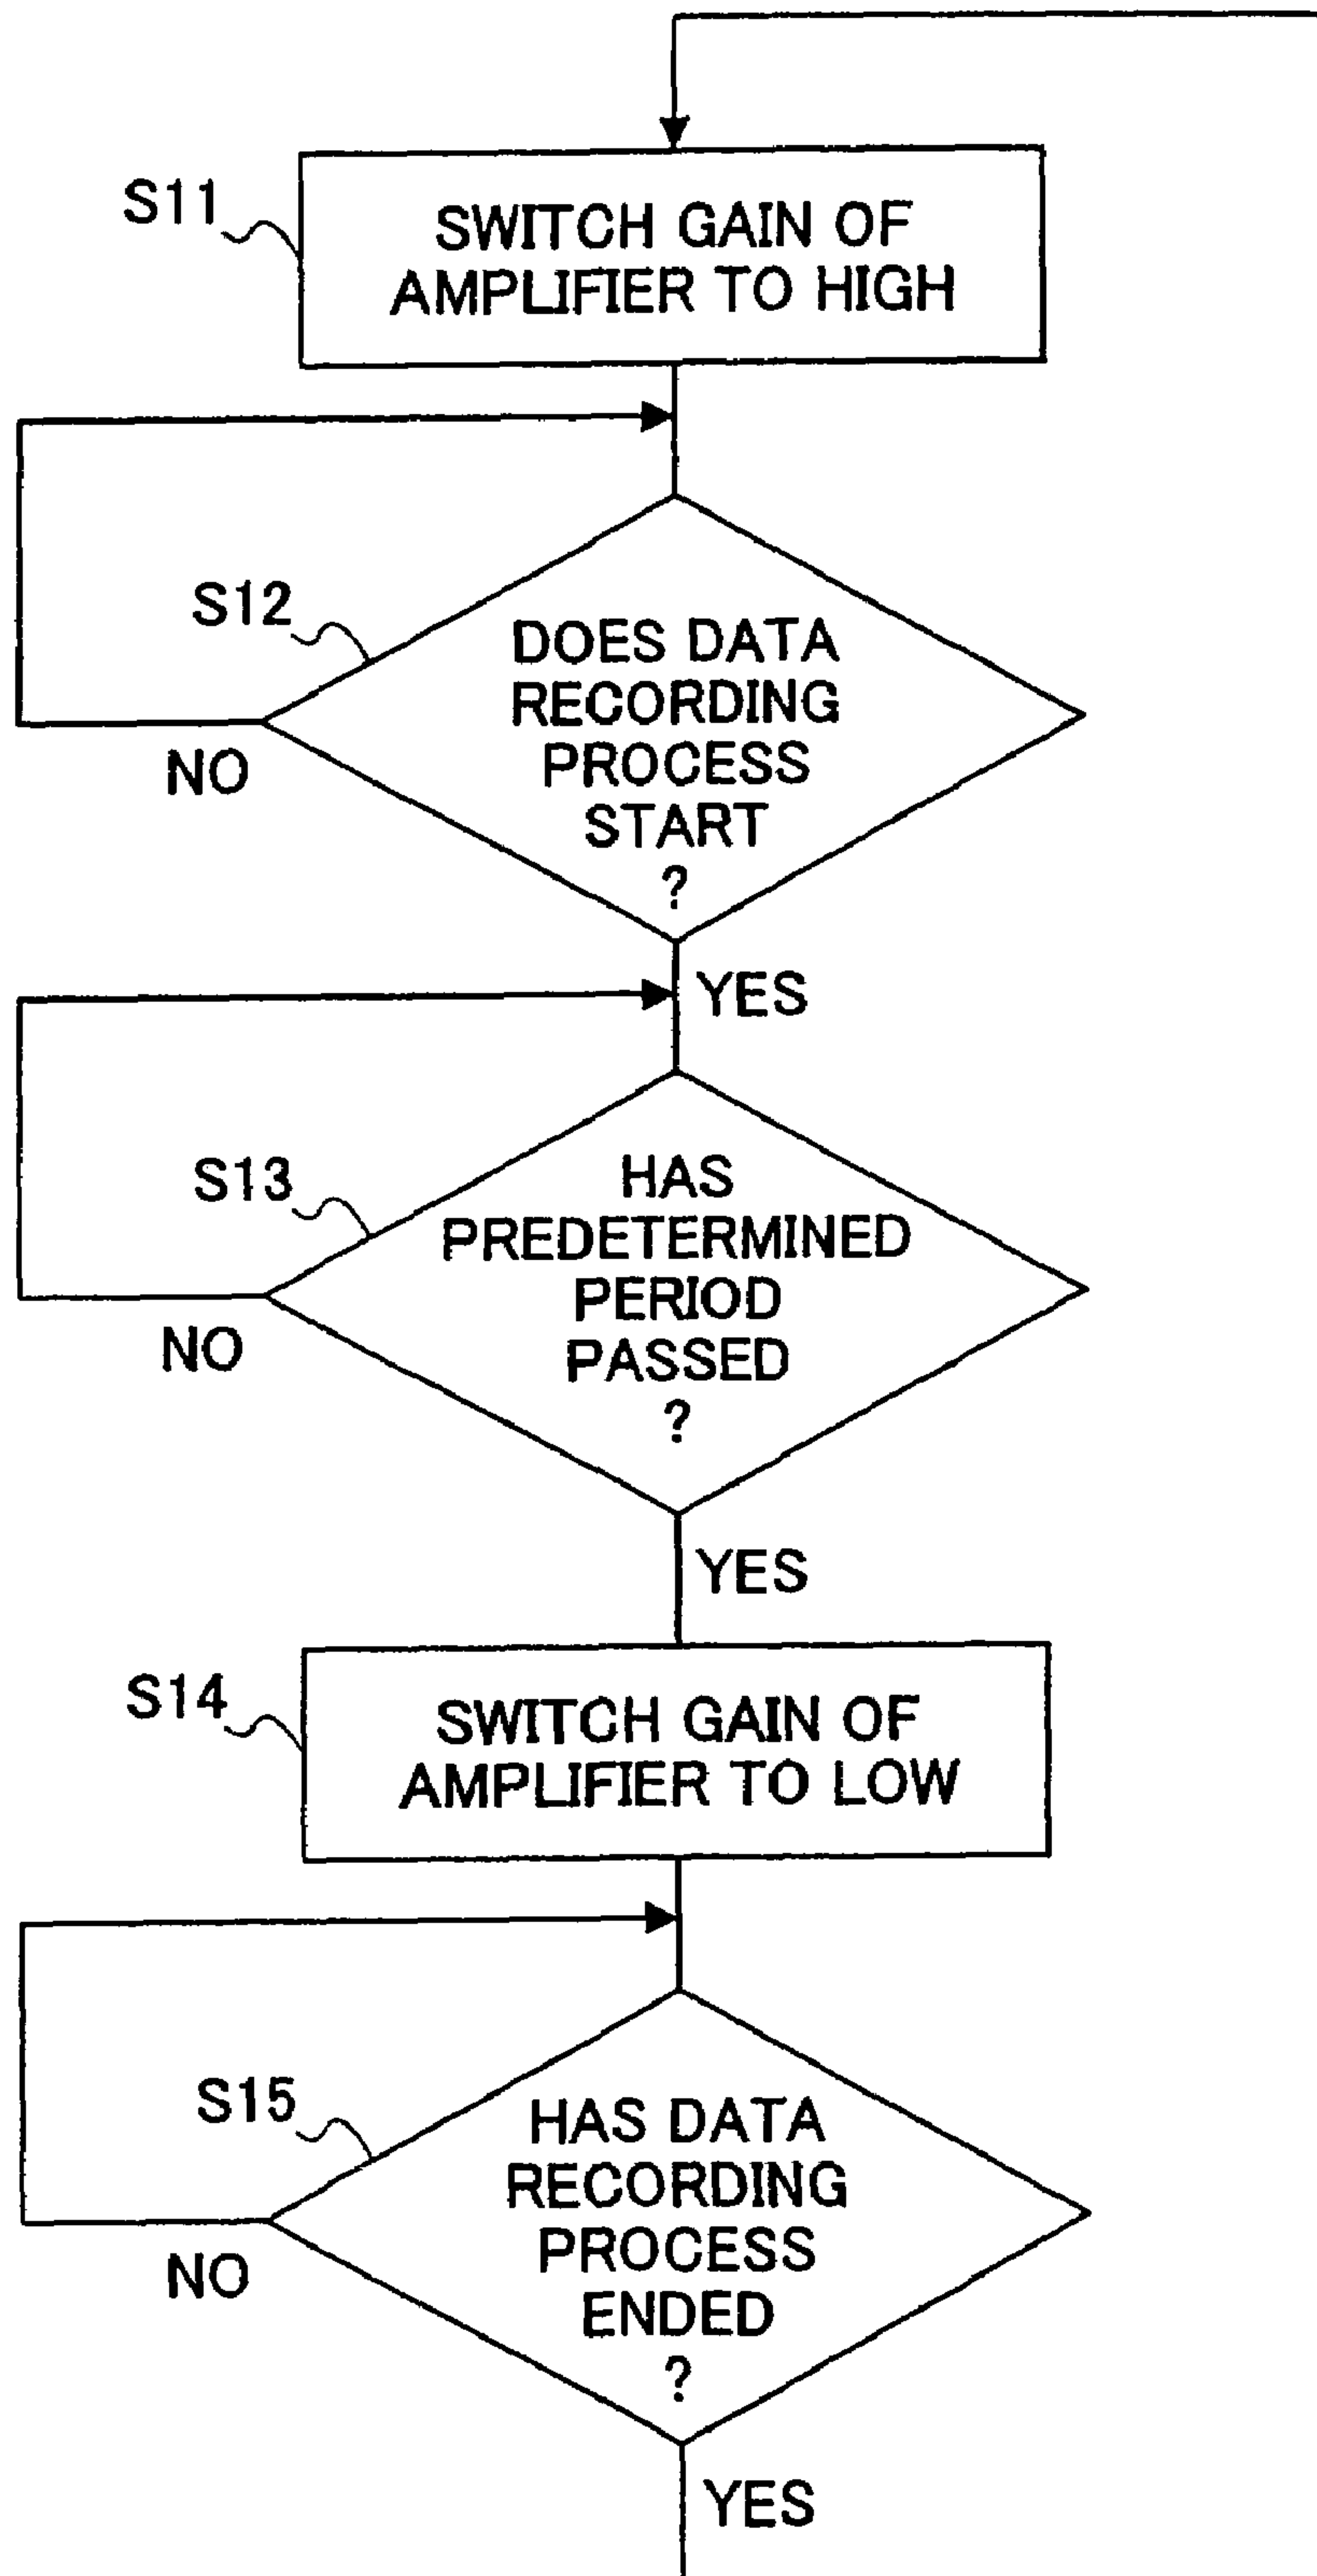 S11
SWITCH GAIN OF
AMPLIFIER TO HIGH
S12
DOES DATA
RECORDING
PROCESS
START
?
NO
YES
S13
HAS
PREDETERMINED
PERIOD
PASSED
?
NO
YES
S14
SWITCH GAIN OF
AMPLIFIER TO LOW
S15
HAS DATA
RECORDING
PROCESS
ENDED
?
NO
YES